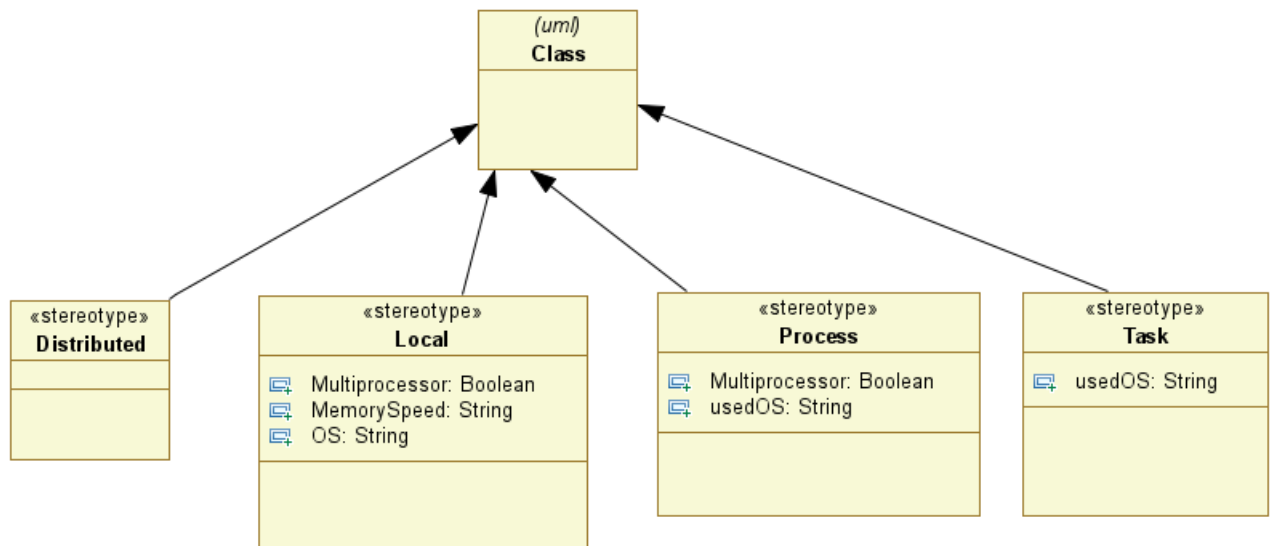 (uml)
Class
«stereotype»
Distributed
«stereotype»
Local
Multiprocessor: Boolean
MemorySpeed: String
OS: String
«stereotype»
Process
Multiprocessor: Boolean
usedOS: String
«stereotype»
Task
usedOS: String